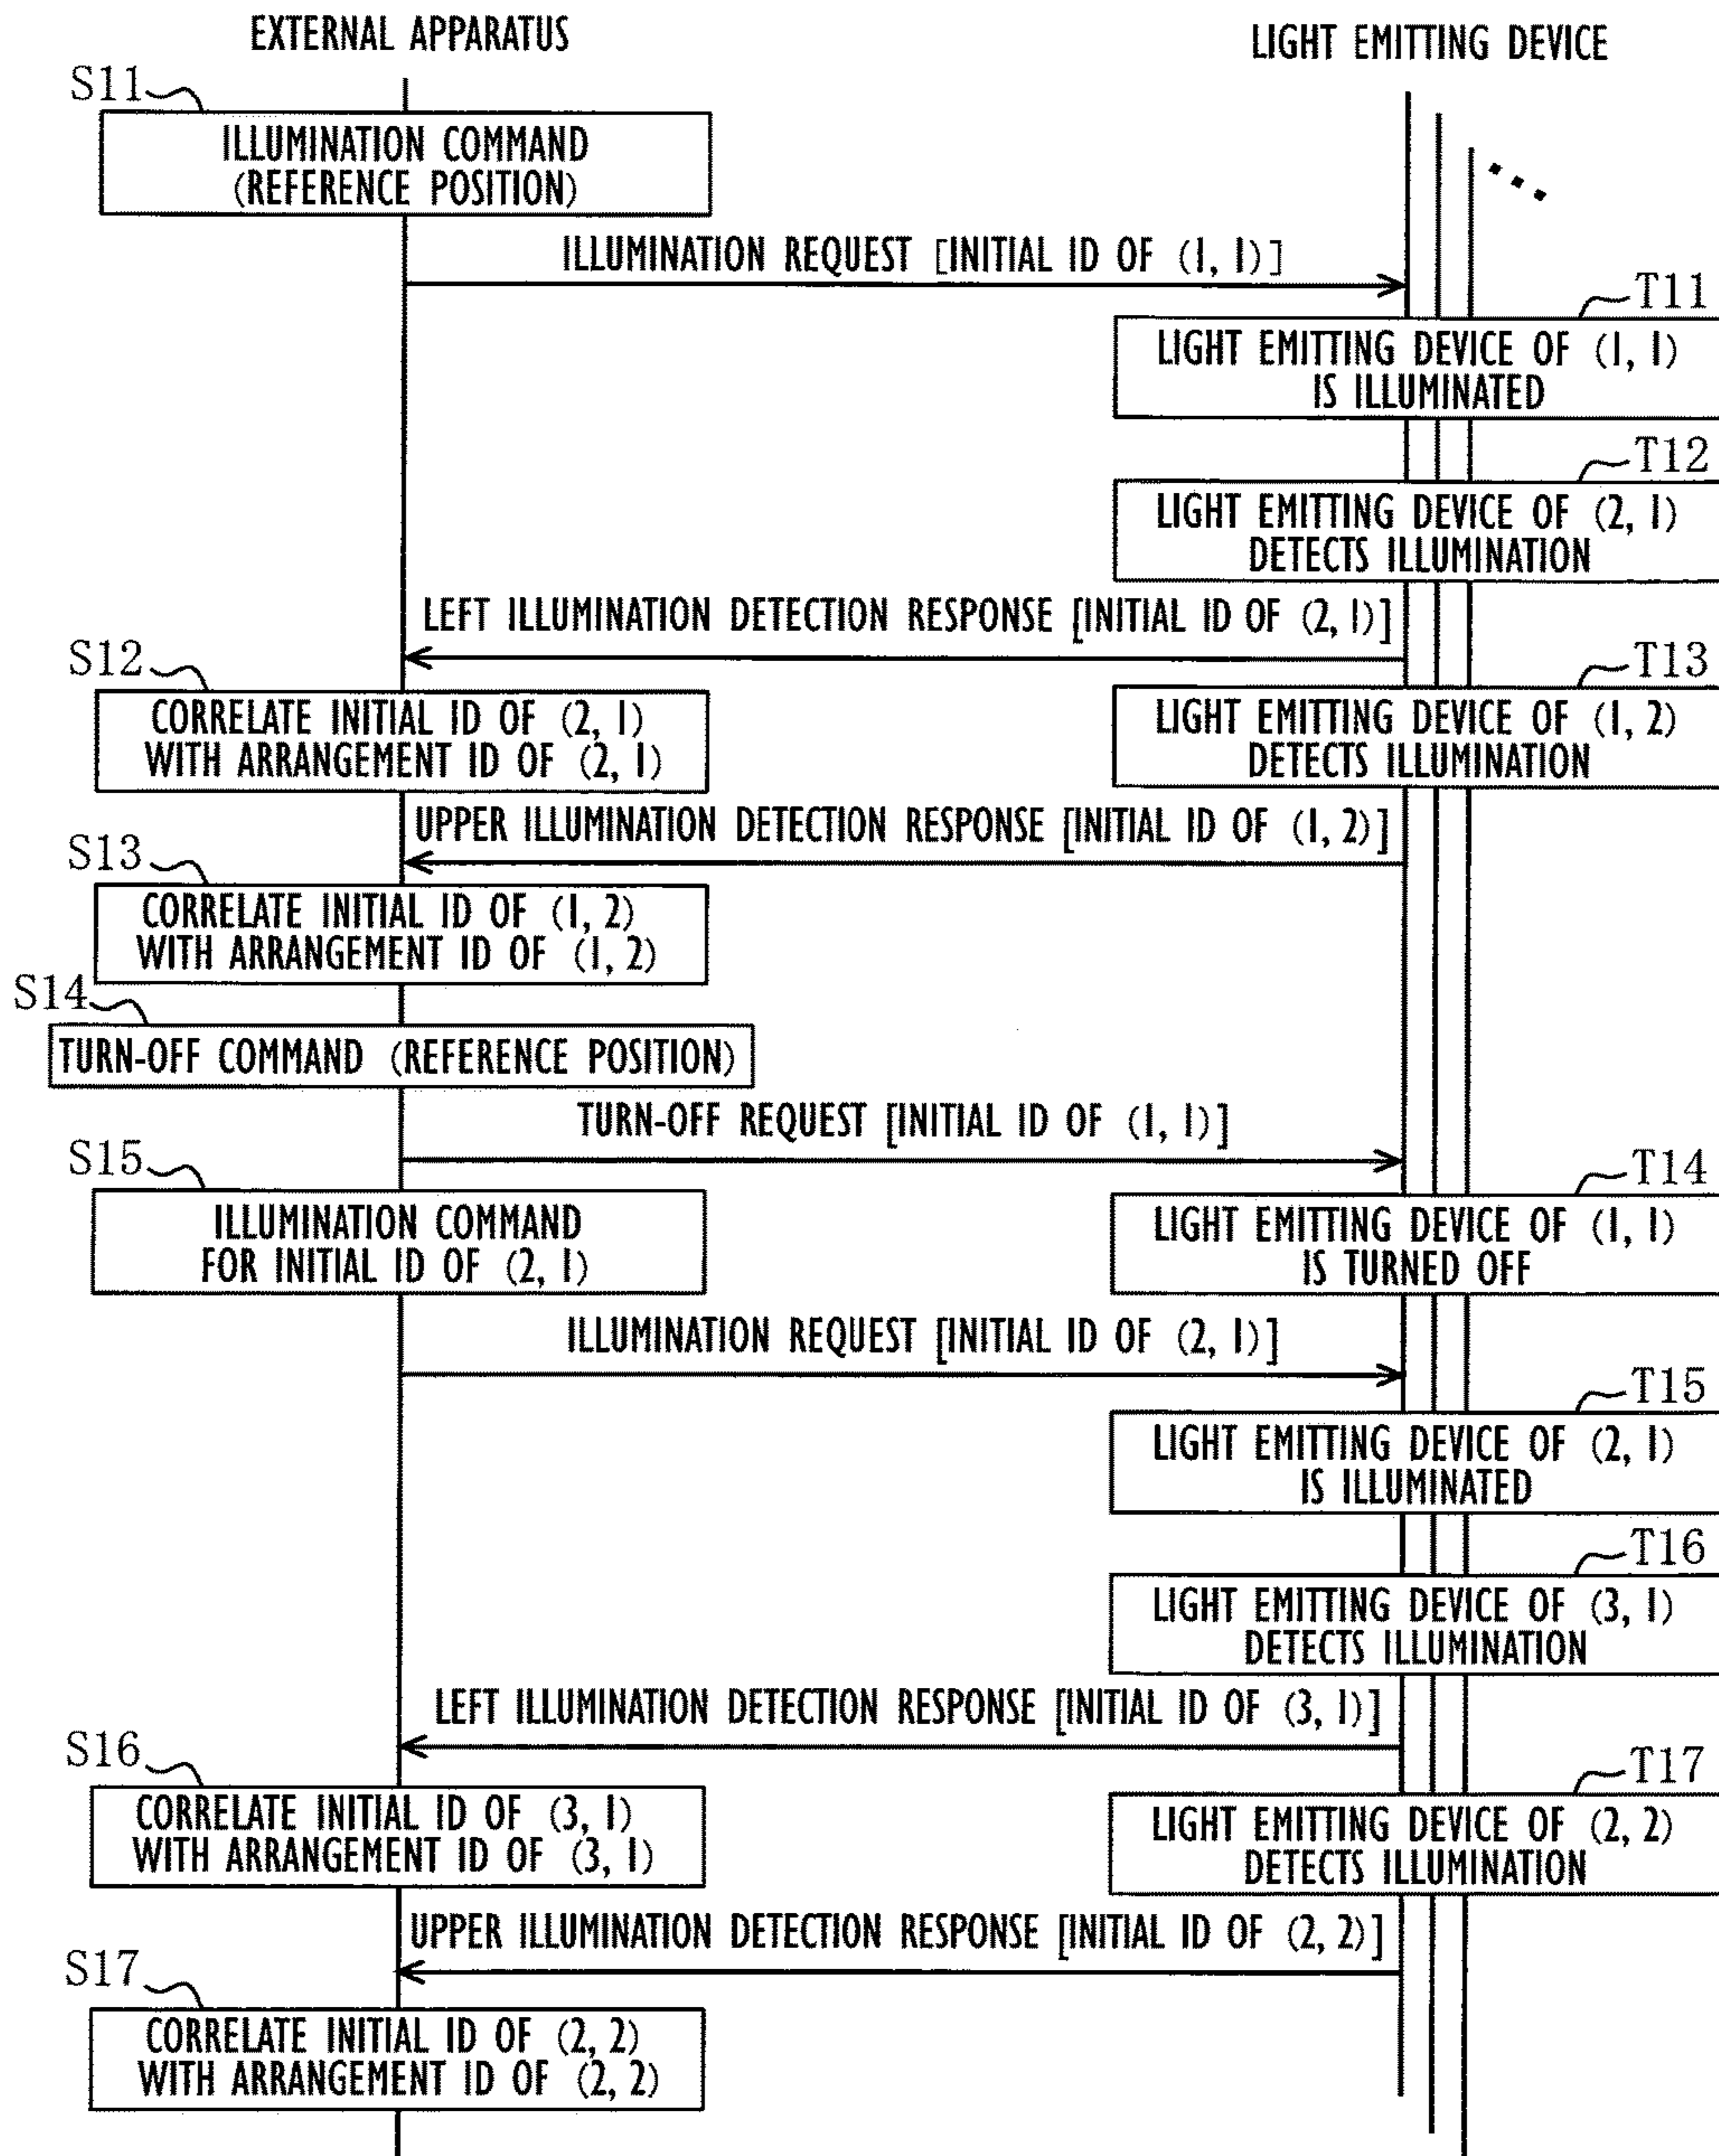 EXTERNAL APPARATUS
LIGHT EMITTING DEVICE
S11
ILLUMINATION COMMAND
(REFERENCE POSITION)
ILLUMINATION REQUEST [INITIAL ID OF (1, 1)]
T11
LIGHT EMITTING DEVICE OF (1, 1)
IS ILLUMINATED
T12
LIGHT EMITTING DEVICE OF (2, 1)
DETECTS ILLUMINATION
LEFT ILLUMINATION DETECTION RESPONSE [INITIAL ID OF (2, 1)]
S12
CORRELATE INITIAL ID OF (2, 1)
WITH ARRANGEMENT ID OF (2, 1)
T13
LIGHT EMITTING DEVICE OF (1, 2)
DETECTS ILLUMINATION
UPPER ILLUMINATION DETECTION RESPONSE [INITIAL ID OF (1, 2)]
S13
CORRELATE INITIAL ID OF (1, 2)
WITH ARRANGEMENT ID OF (1, 2)
S14
TURN-OFF COMMAND (REFERENCE POSITION)
TURN-OFF REQUEST [INITIAL ID OF (1, 1)]
S15
ILLUMINATION COMMAND
FOR INITIAL ID OF (2, 1)
T14
LIGHT EMITTING DEVICE OF (1, 1)
IS TURNED OFF
ILLUMINATION REQUEST [INITIAL ID OF (2, 1)]
T15
LIGHT EMITTING DEVICE OF (2, 1)
IS ILLUMINATED
T16
LIGHT EMITTING DEVICE OF (3, 1)
DETECTS ILLUMINATION
LEFT ILLUMINATION DETECTION RESPONSE [INITIAL ID OF (3, 1)]
S16
CORRELATE INITIAL ID OF (3, 1)
WITH ARRANGEMENT ID OF (3, 1)
T17
LIGHT EMITTING DEVICE OF (2, 2)
DETECTS ILLUMINATION
UPPER ILLUMINATION DETECTION RESPONSE [INITIAL ID OF (2, 2)]
S17
CORRELATE INITIAL ID OF (2, 2)
WITH ARRANGEMENT ID OF (2, 2)